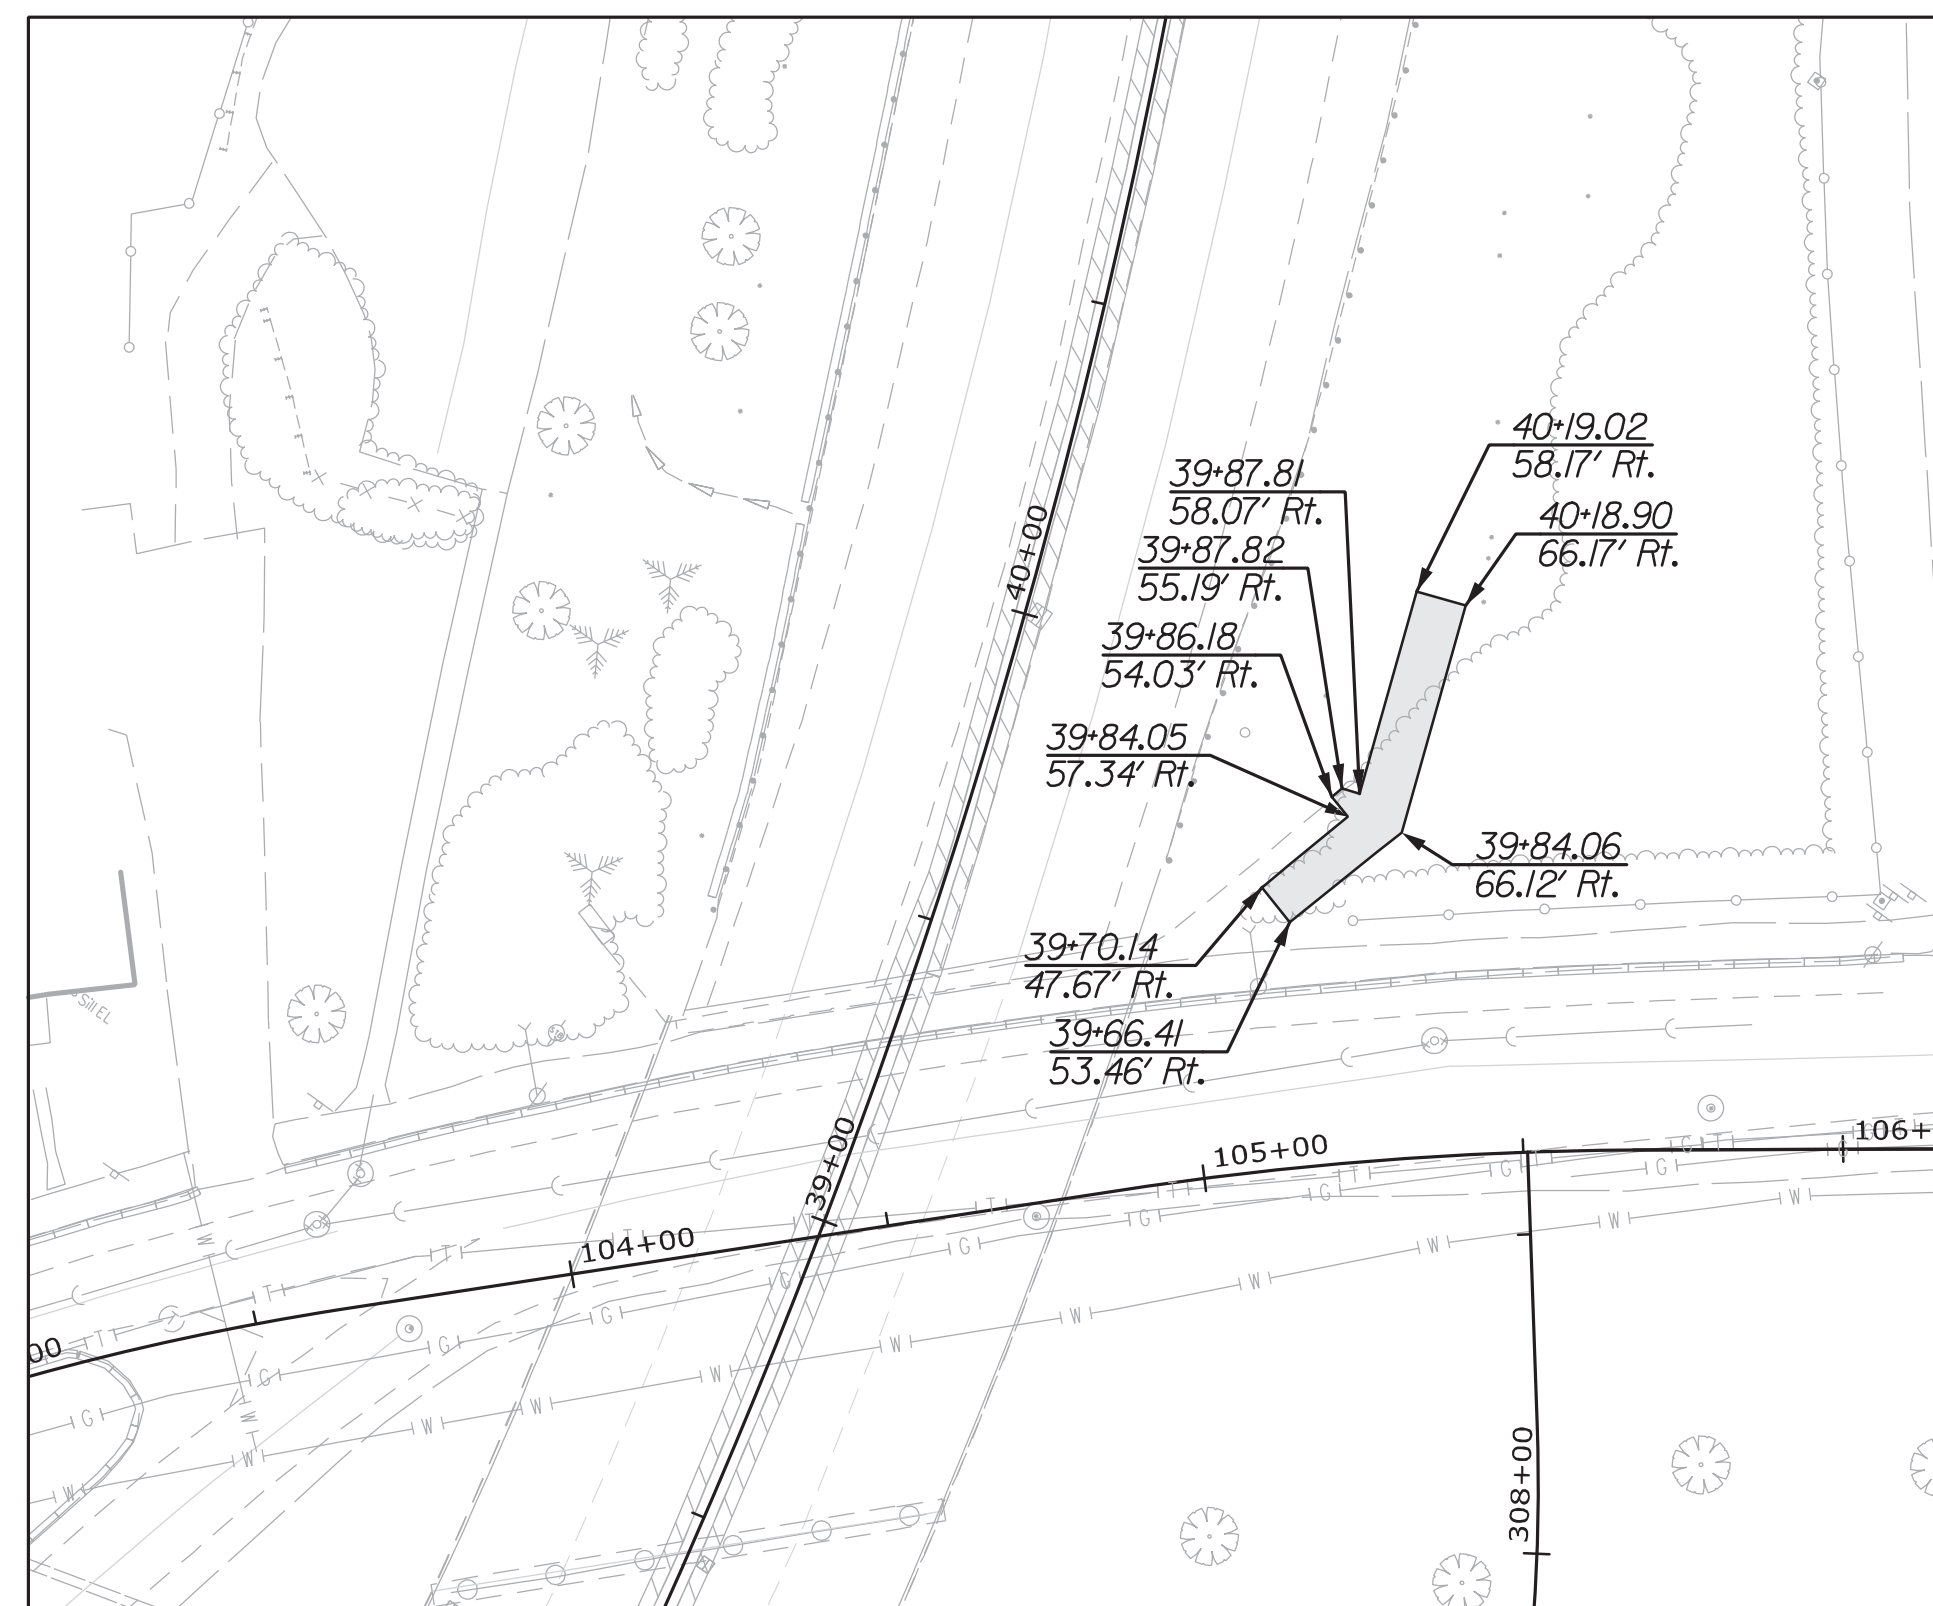 40+19.02
58.17' Rt.
39+87.81
58.07' Rt.
40+18.90
66.17' Rt.
39+87.82
55.19' Rt.
40+00
39+86.18
54.03' Rt.
39+84.05
57.34' Rt.
39+84.06
66.12' Rt.
39+70.14
47.67' Rt.
Sill EL
39+66.41
53.46' Rt.
39+00
105+00
106+
104+00
00
308+00
T
T
T
T
T
T
G
G
G
G
G
G
G
G
G
G
W
W
W
W
W
W
W
W
W
W
W